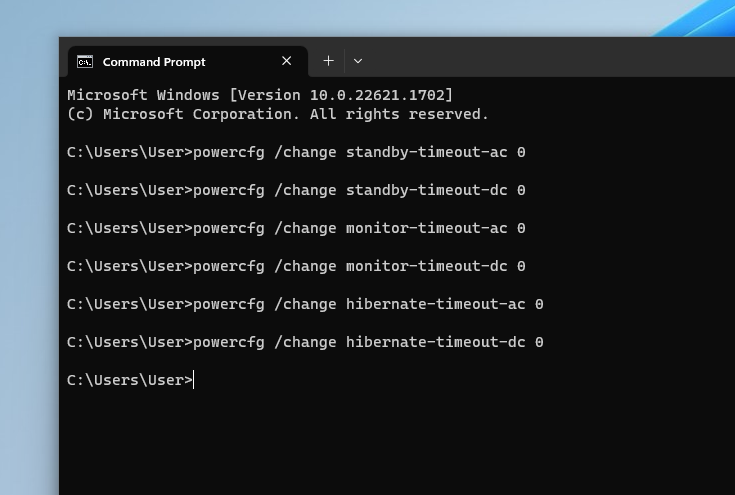 Command Prompt
Microsoft Windows [Version 10.0.22621.1702]
(c) Microsoft Corporation. All rights reserved.
C:\Users\User>powercfg /change standby-timeout-ac 0
C:\Users\User>powercfg /change standby-timeout-dc 0
C:\Users\User>powercfg /change monitor-timeout-ac 0
C:\Users\User>powercfg /change monitor-timeout-dc 0
C:\Users\User>powercfg /change hibernate-timeout-ac 0
C:\Users\User>powercfg /change hibernate-timeout-dc 0
C:\Users\User>